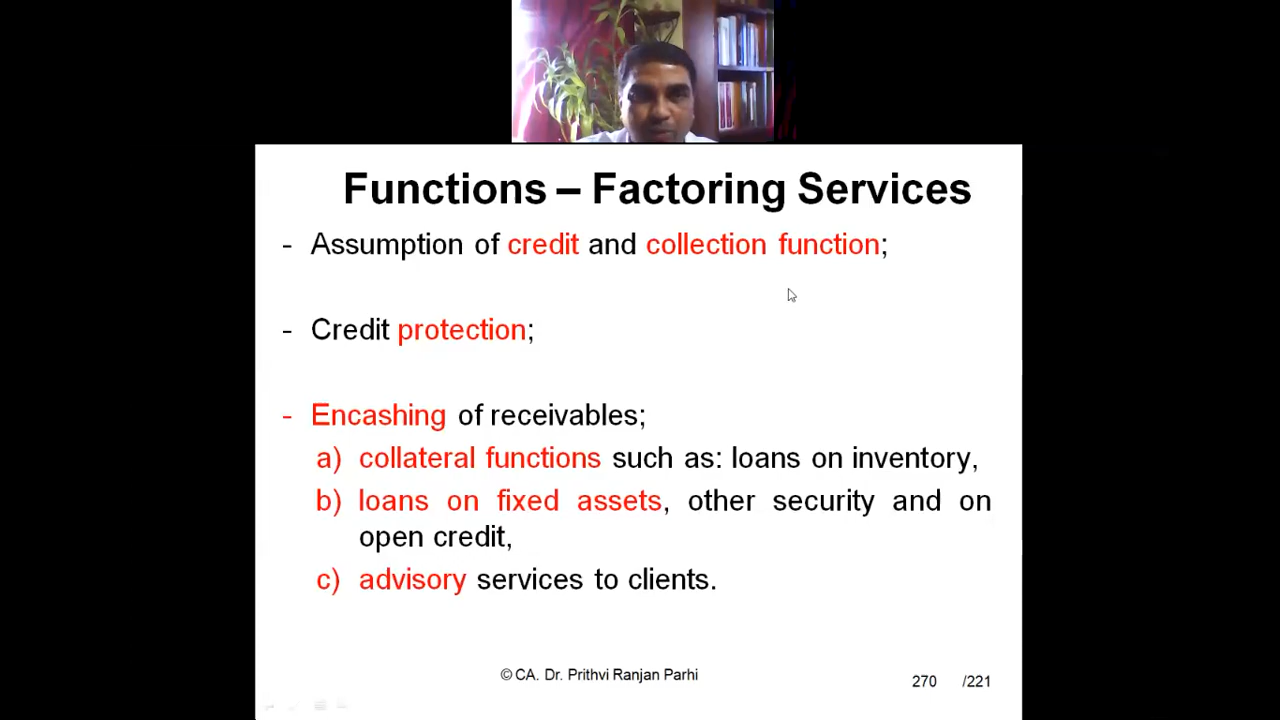 Functions – Factoring Services
- Assumption of credit and collection function;
- Credit protection;
- Encashing of receivables;
a) collateral functions such as: loans on inventory,
b) loans on fixed assets, other security and on
open credit,
c) advisory services to clients.
© CA. Dr. Prithvi Ranjan Parhi
270 /221